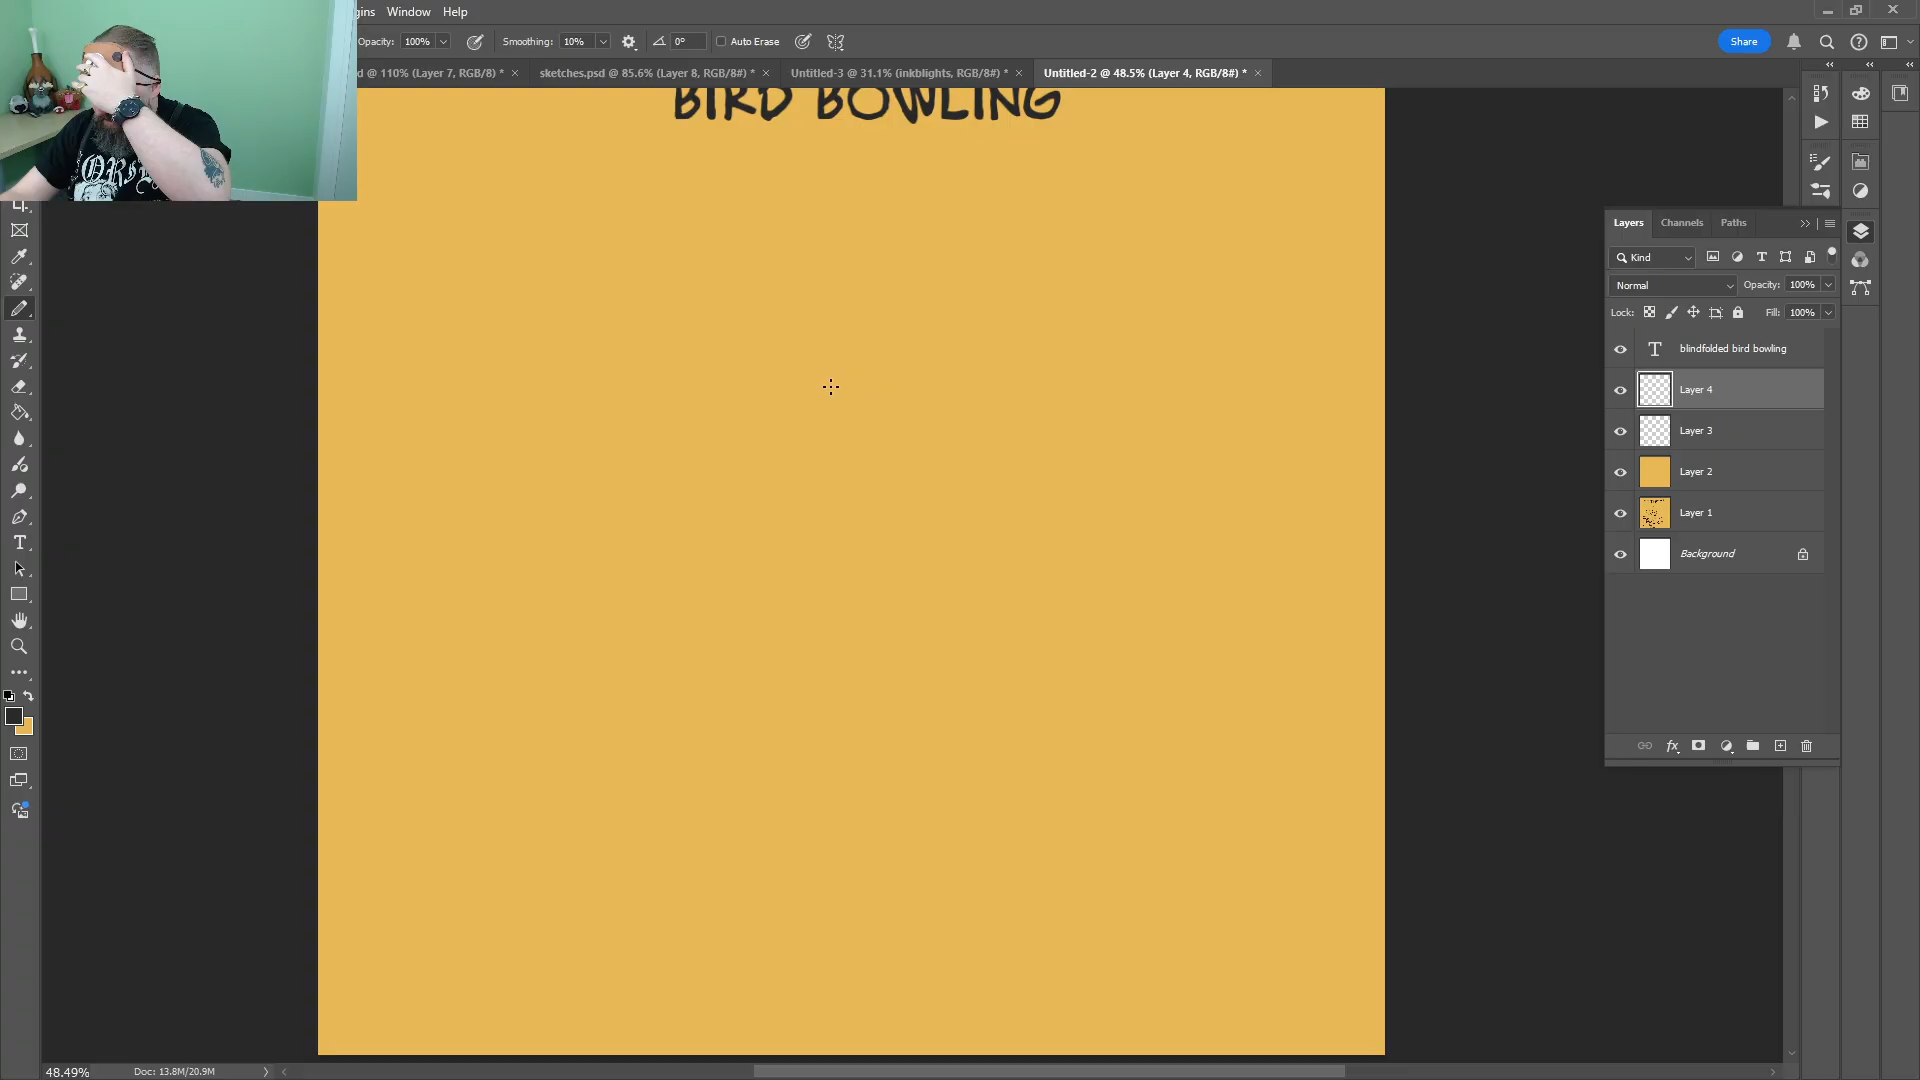 gins Window Help
Opacity: 100% Smoothing: 10% 0° Auto Erase Share
d @ 110% (Layer 7, RGB/8) * sketches.psd @ 85.6% (Layer 8, RGB/8#) * Untitled-3 @ 31.1% (inkblights, RGB/8#) * Untitled-2 @ 48.5% (Layer 4, RGB/8#) *
BIRD BOWLING
Layers Channels Paths
Kind
Normal Opacity: 100%
Lock: Fill: 100%
blindfolded bird bowling
Layer 4
Layer 3
Layer 2
Layer 1
Background
48.49% Doc: 13.8M/20.9M